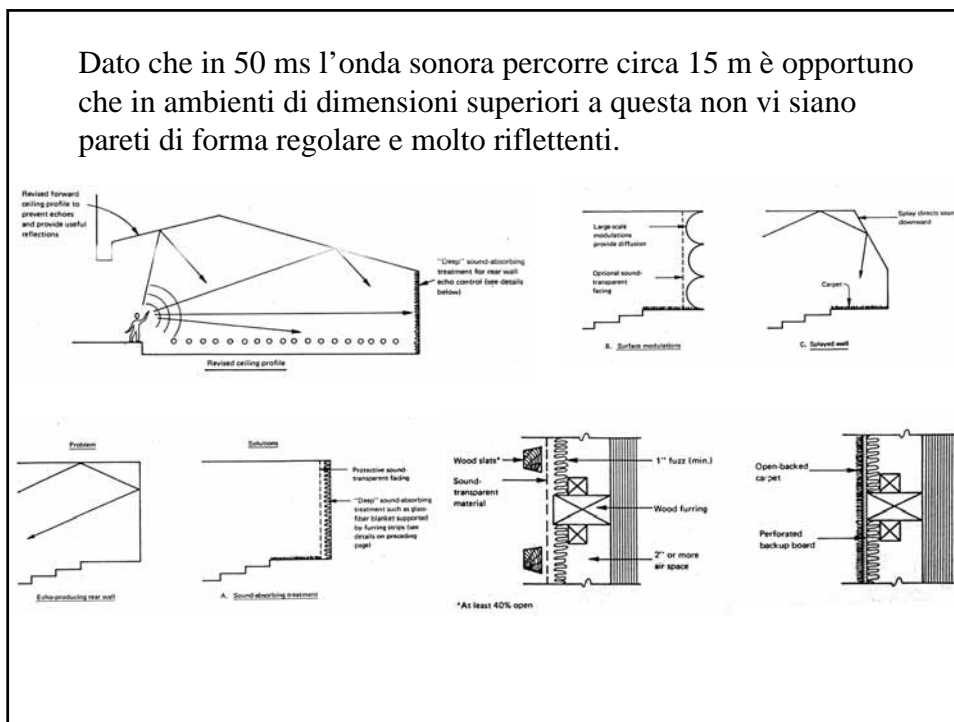 Dato che in 50 ms l’onda sonora percorre circa 15 m è opportuno
che in ambienti di dimensioni superiori a questa non vi siano
pareti di forma regolare e molto riflettenti.
Revised forward
ceiling profile to
prevent echoes
and provide useful
reflections
"Deep" sound-absorbing
treatment for rear wall
echo control (see details
below)
Revised ceiling profile
Large-scale
modulations
provide diffusion
Optional sound-
transparent
facing
B. Surface modulations
Splay directs soun
downward
Carpet
C. Splayed wall
Problem
Echo-producing rear wall
Solutions
Protective sound-
transparent facing
"Deep" sound-absorbing
treatment such as glass-
fiber blanket supported
by furring strips (see
details on preceding
page)
A. Sound-absorbing treatment
Wood slats*
Sound-
transparent
material
1" fuzz (min.)
Wood furring
2" or more
air space
*At least 40% open
Open-backed
carpet
Perforated
backup board